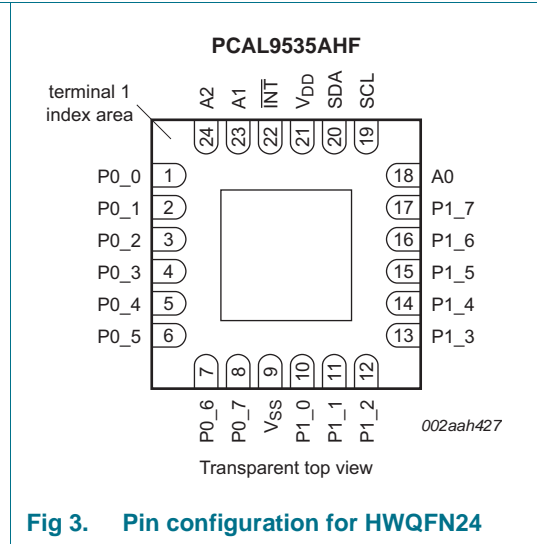 PCAL9535AHF
terminal 1
index area
A2
A1
INT
VDD
SDA
SCL
24
23
22
21
20
19
P0_0 1
P0_1 2
P0_2 3
P0_3 4
P0_4 5
P0_5 6
18 A0
17 P1_7
16 P1_6
15 P1_5
14 P1_4
13 P1_3
7
8
9
10
11
12
P0_6
P0_7
VSS
P1_0
P1_1
P1_2
002aah427
Transparent top view
Fig 3. Pin configuration for HWQFN24